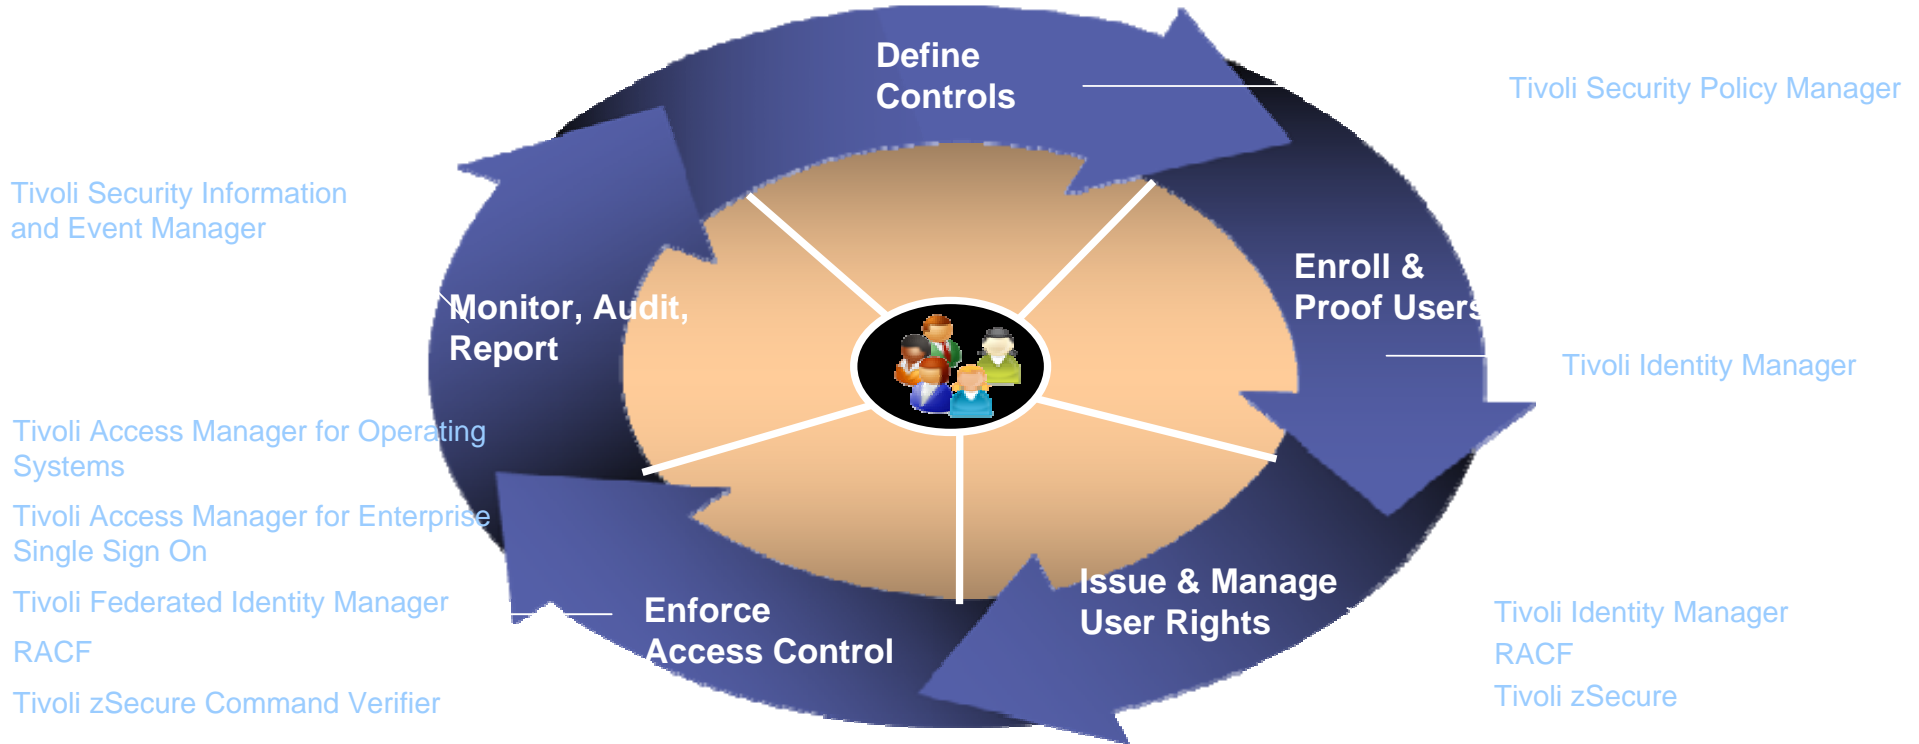 Define
Controls
Tivoli Security Policy Manager
Enroll &
Proof Users
Tivoli Identity Manager
Issue & Manage
User Rights
Tivoli Identity Manager
RACF
Tivoli zSecure
Enforce
Access Control
Tivoli Access Manager for Operating
Systems
Tivoli Access Manager for Enterprise
Single Sign On
Tivoli Federated Identity Manager
RACF
Tivoli zSecure Command Verifier
Monitor, Audit,
Report
Tivoli Security Information
and Event Manager